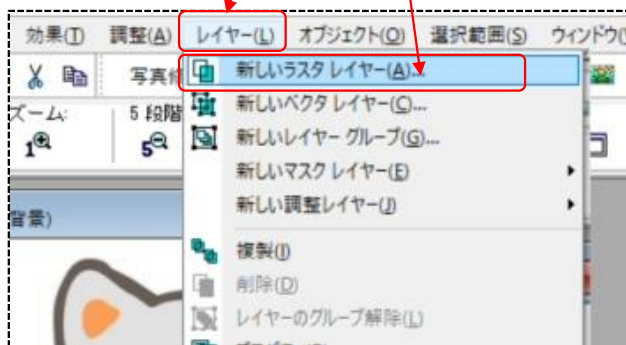 効果(T) 調整(A) レイヤー(L) オブジェクト(O) 選択範囲(S) ウィンドウ(
写真
新しいラスタ レイヤー(A)...
新しいベクタ レイヤー(C)...
ズーム: 5 段階
新しいレイヤー グループ(G)...
新しいマスク レイヤー(E)
新しい調整レイヤー(J)
背景)
複製(I)
削除(D)
レイヤーのグループ解除(L)